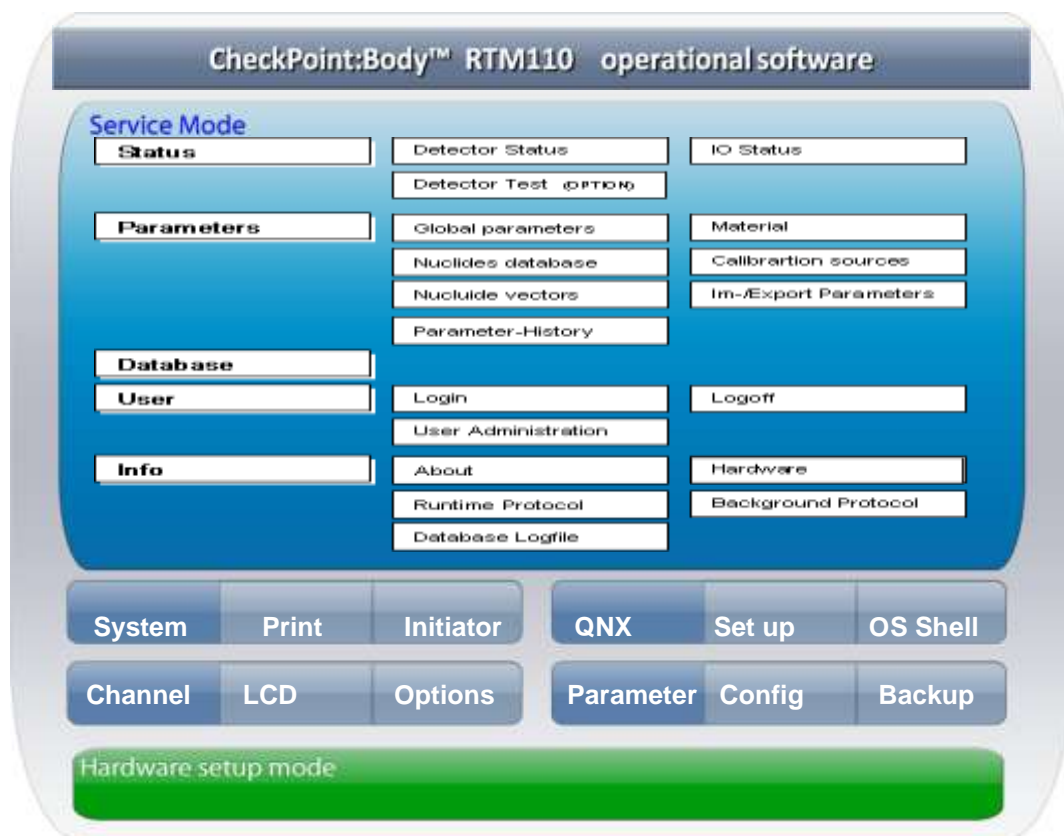 CheckPoint:Body™ RTM110 operational software
Service Mode
Status Detector Status IO Status
Detector Test (OPTION)
Parameters Global parameters Material
Nuclides database Calibrartion sources
Nucluide vectors Im-/Export Parameters
Parameter-History
Database
User Login Logoff
User Administration
Info About Hardware
Runtime Protocol Background Protocol
Database Logfile
System Print Initiator QNX Set up OS Shell
Channel LCD Options Parameter Config Backup
Hardware setup mode